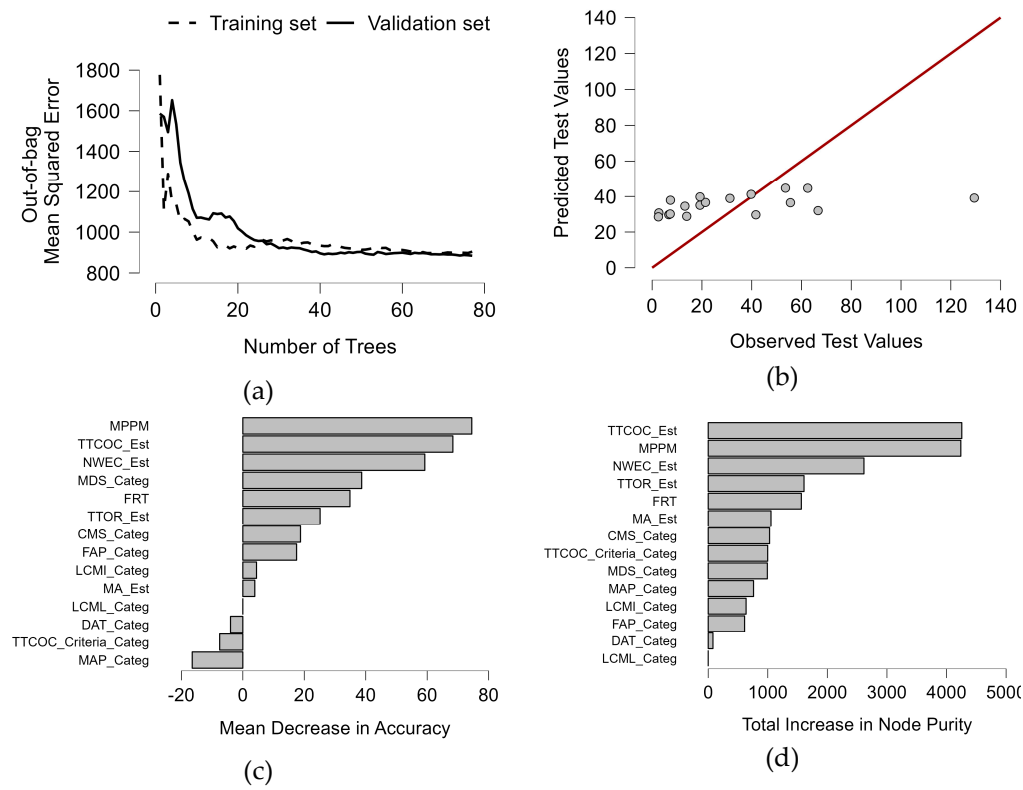 Training set Validation set
Out-of-bag
Mean Squared Error
1800
1600
1400
1200
1000
800
0 20 40 60 80
Number of Trees
(a)
Predicted Test Values
140
120
100
80
60
40
20
0
0 20 40 60 80 100 120 140
Observed Test Values
(b)
MPPM
TTCOC_Est
NWEC_Est
MDS_Categ
FRT
TTOR_Est
CMS_Categ
FAP_Categ
LCMI_Categ
MA_Est
LCML_Categ
DAT_Categ
TTCOC_Criteria_Categ
MAP_Categ
-20 0 20 40 60 80
Mean Decrease in Accuracy
(c)
TTCOC_Est
MPPM
NWEC_Est
TTOR_Est
FRT
MA_Est
CMS_Categ
TTCOC_Criteria_Categ
MDS_Categ
MAP_Categ
LCMI_Categ
FAP_Categ
DAT_Categ
LCML_Categ
0 1000 2000 3000 4000 5000
Total Increase in Node Purity
(d)